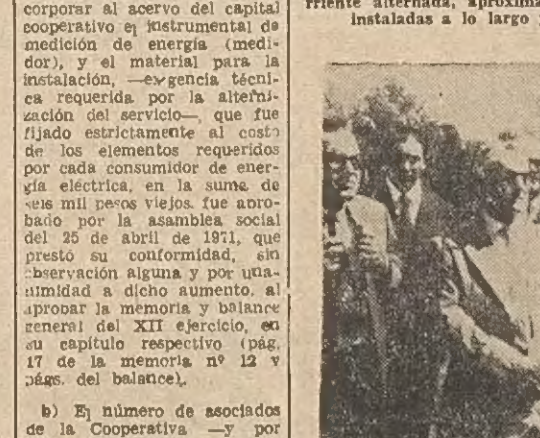 corporar al acervo del capital
cooperativo el instrumental de
medición de energía (medi-
dor), y el material para la
instalación, —exgencia técni-
ca requerida por la alterni-
zación del servicio—, que fue
fijado estrictamente al costo
de los elementos requeridos
por cada consumidor de ener-
gía eléctrica, en la suma de
seis mil pesos viejos. fue apro-
bado por la asamblea social
del 25 de abril de 1971, que
prestó su conformidad, sin
observación alguna y por una-
nimidad a dicho aumento. al
aprobar la memoria y balance
general del XII ejercicio, en
su capítulo respectivo (pág.
17 de la memoria nº 12 y
págs. del balance).
b) El número de asociados
de la Cooperativa —y por
rriente alternada, aproxima
instaladas a lo largo